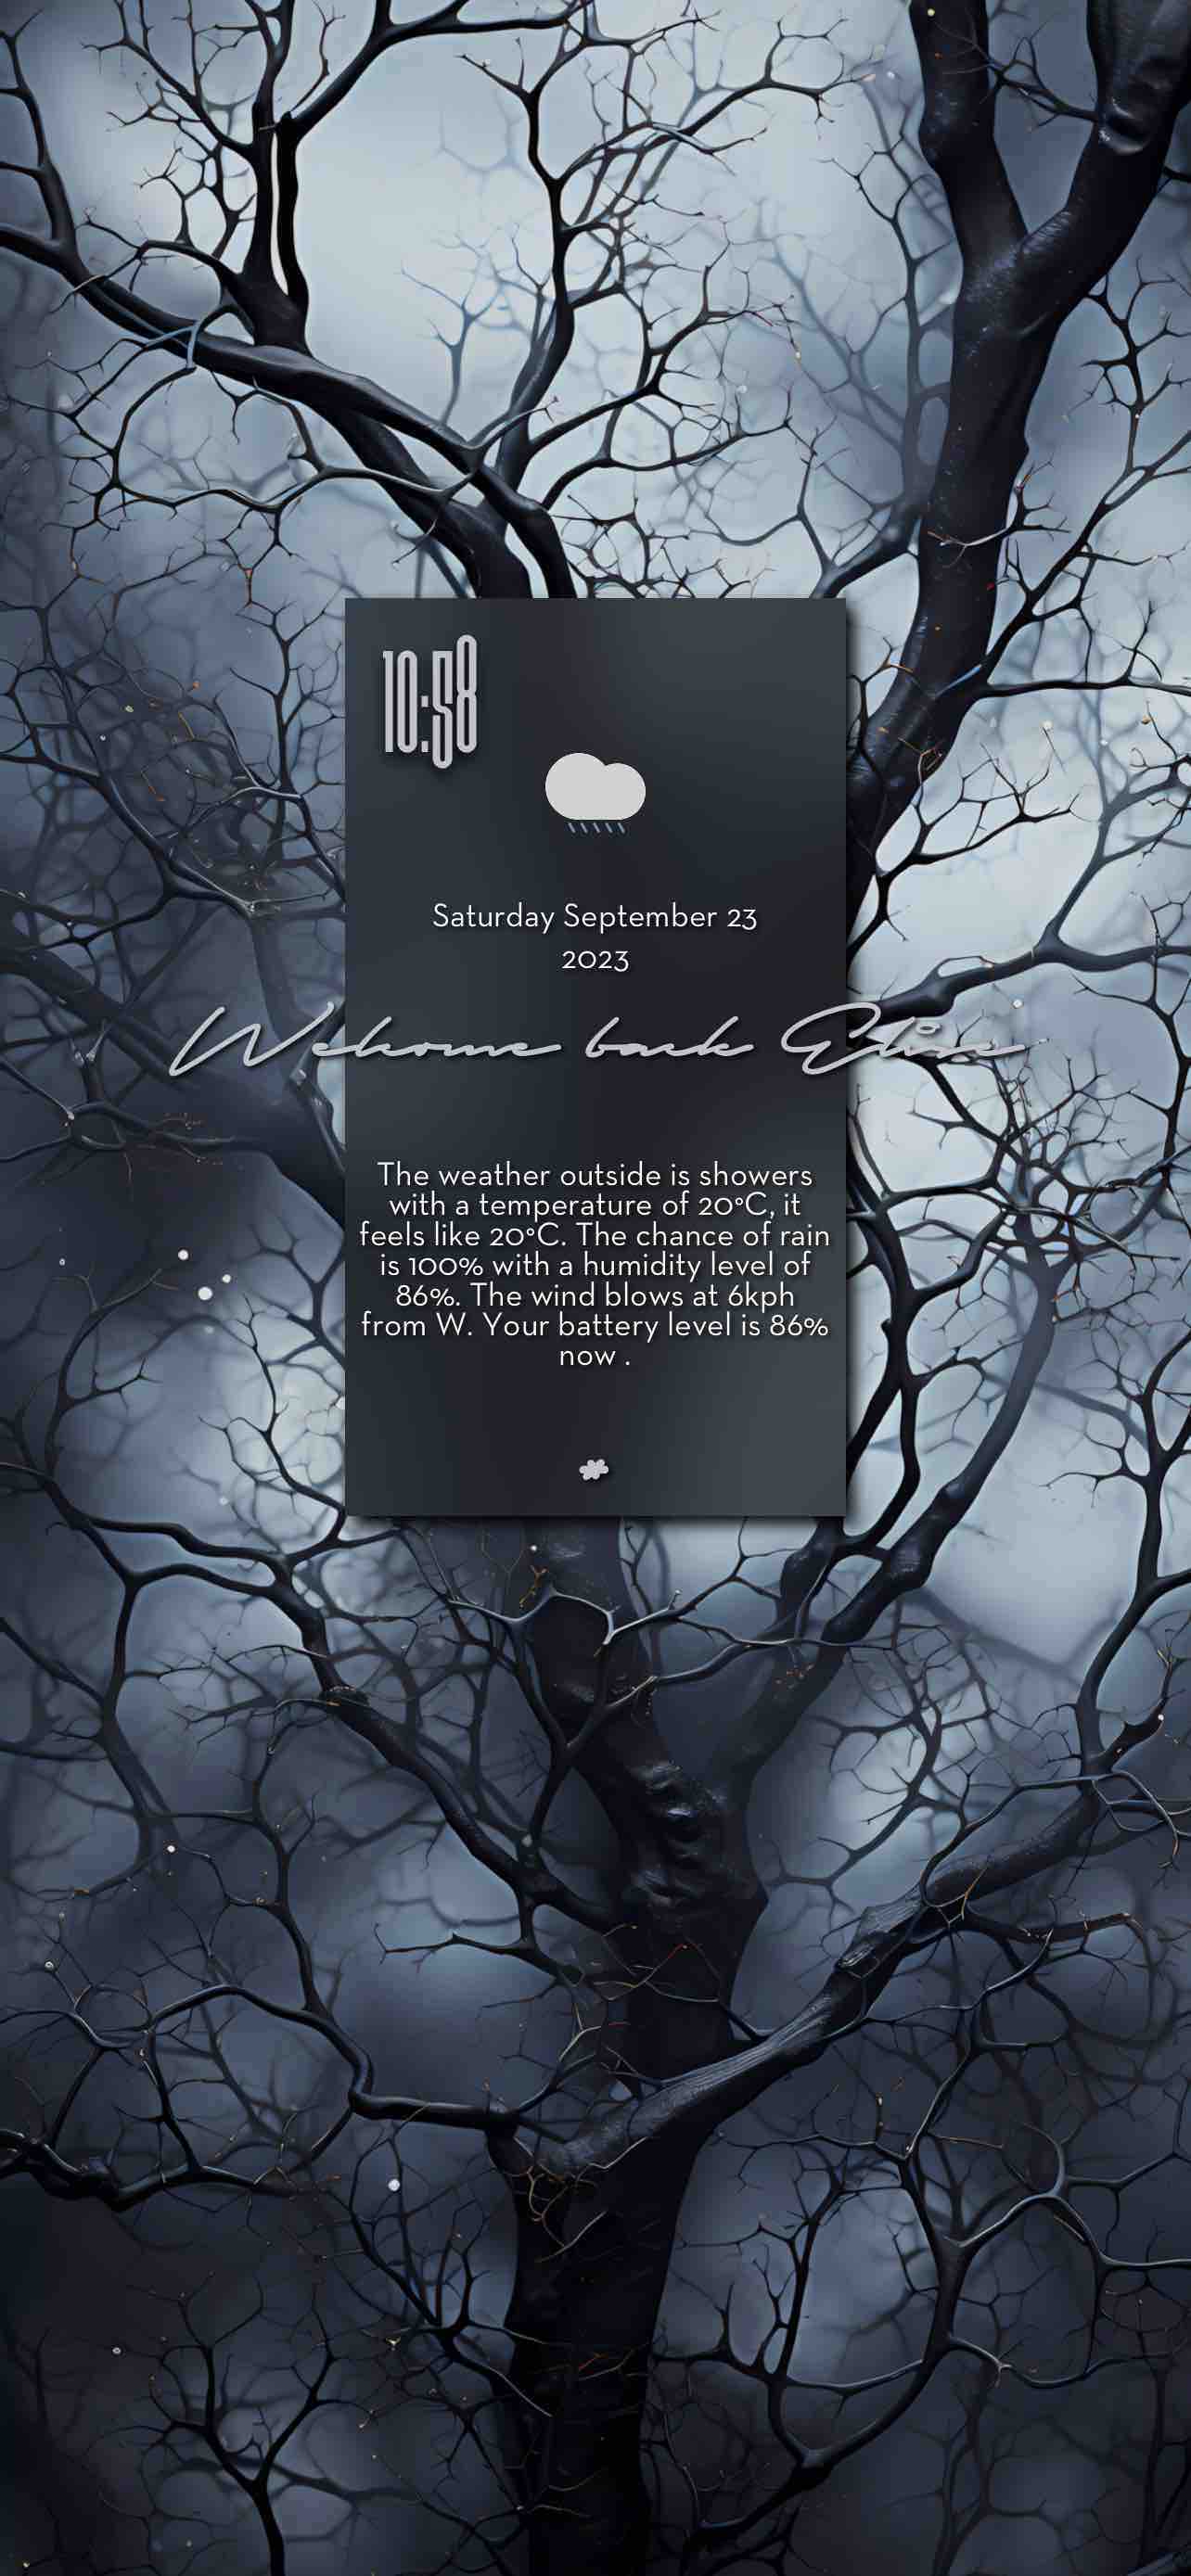 10:58
Saturday September 23
2023
Welcome back Elise
The weather outside is showers
with a temperature of 20°C, it
feels like 20°C. The chance of rain
is 100% with a humidity level of
86%. The wind blows at 6kph
from W. Your battery level is 86%
now .